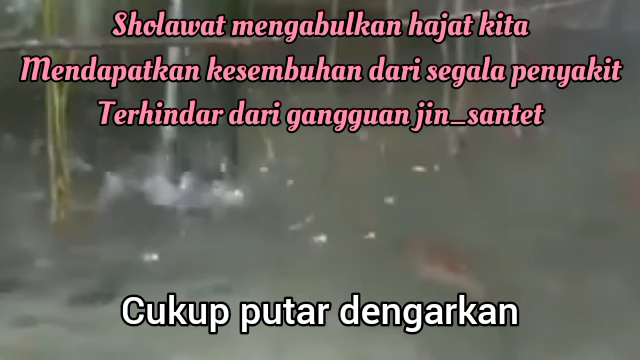 Sholawat mengabulkan hajat kita
Mendapatkan kesembuhan dari segala penyakit
Terhindar dari gangguan jin_santet
Cukup putar dengarkan